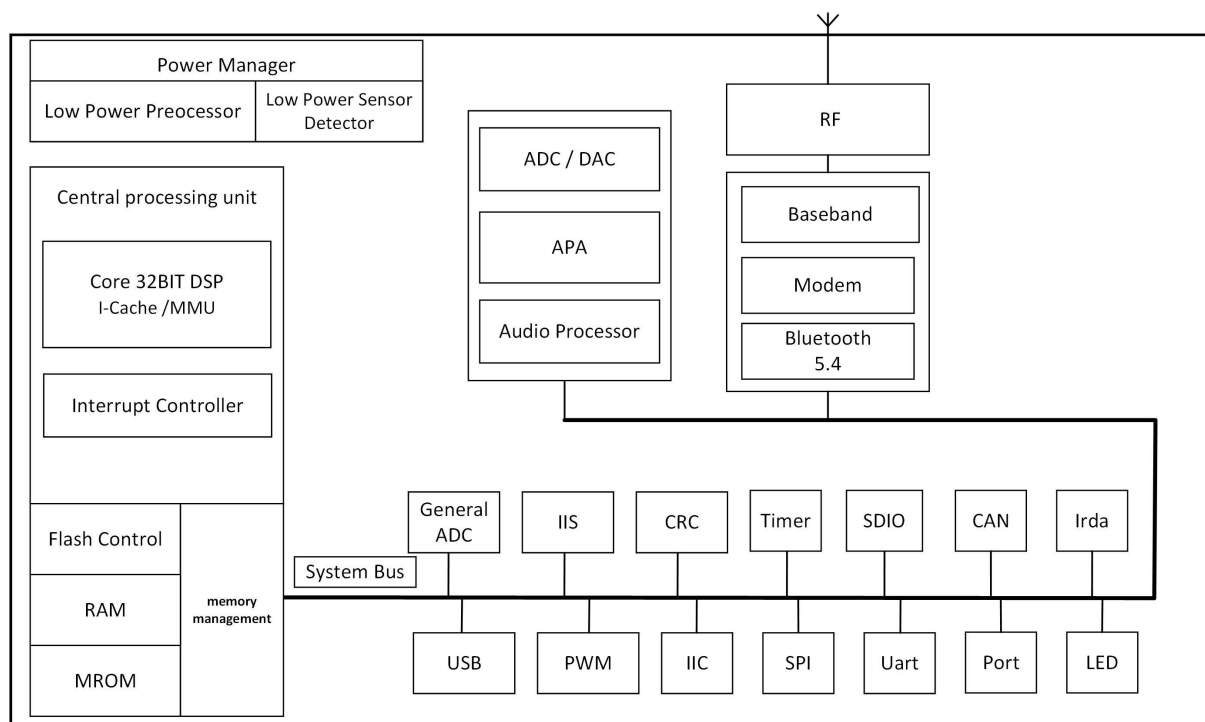 Power Manager
Low Power Preocessor
Low Power Sensor
Detector
Central processing unit
Core 32BIT DSP
I-Cache /MMU
Interrupt Controller
Flash Control
RAM
MROM
memory
management
ADC / DAC
APA
Audio Processor
RF
Baseband
Modem
Bluetooth
5.4
System Bus
General
ADC
IIS
CRC
Timer
SDIO
CAN
Irda
USB
PWM
IIC
SPI
Uart
Port
LED